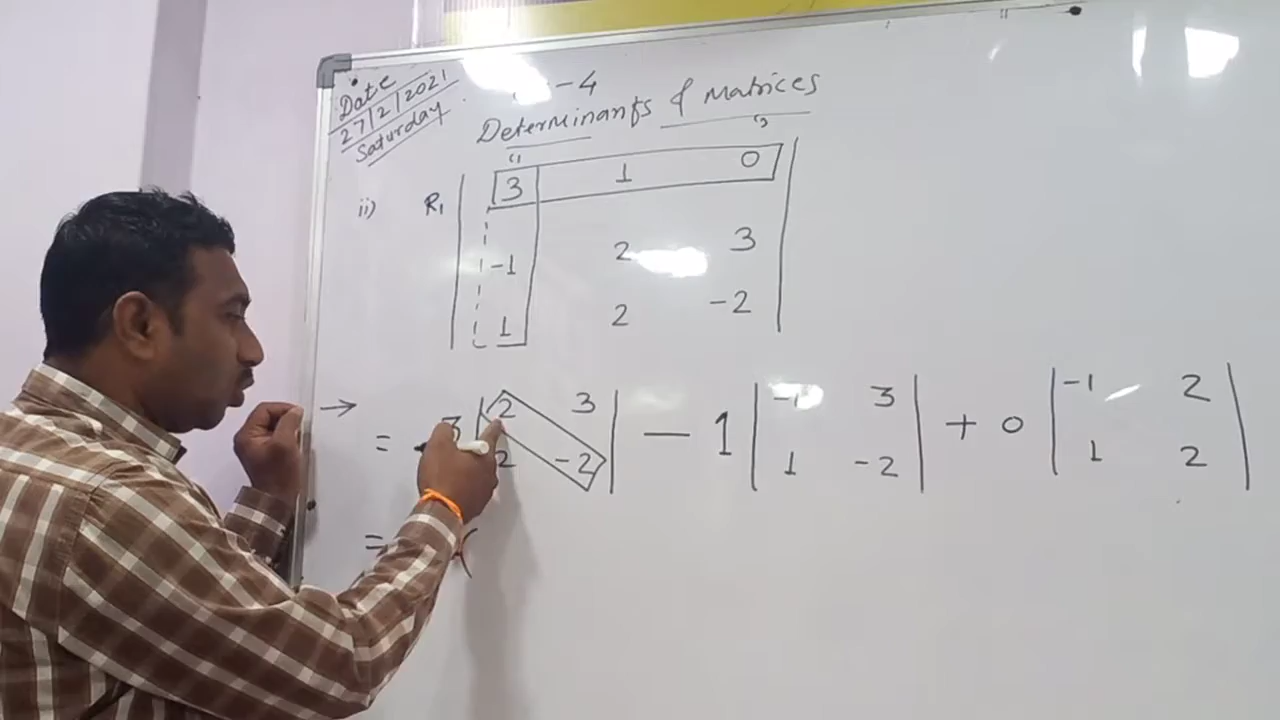 Date
27/2/2021
Saturday
-4
Determinants & Matrices
ii) R₁ | 3 1 0 |
-1 2 3
1 2 -2
→
= 3 | 2 3 | - 1 | -1 3 | + 0 | -1 2 |
2 -2 1 -2 1 2
= (